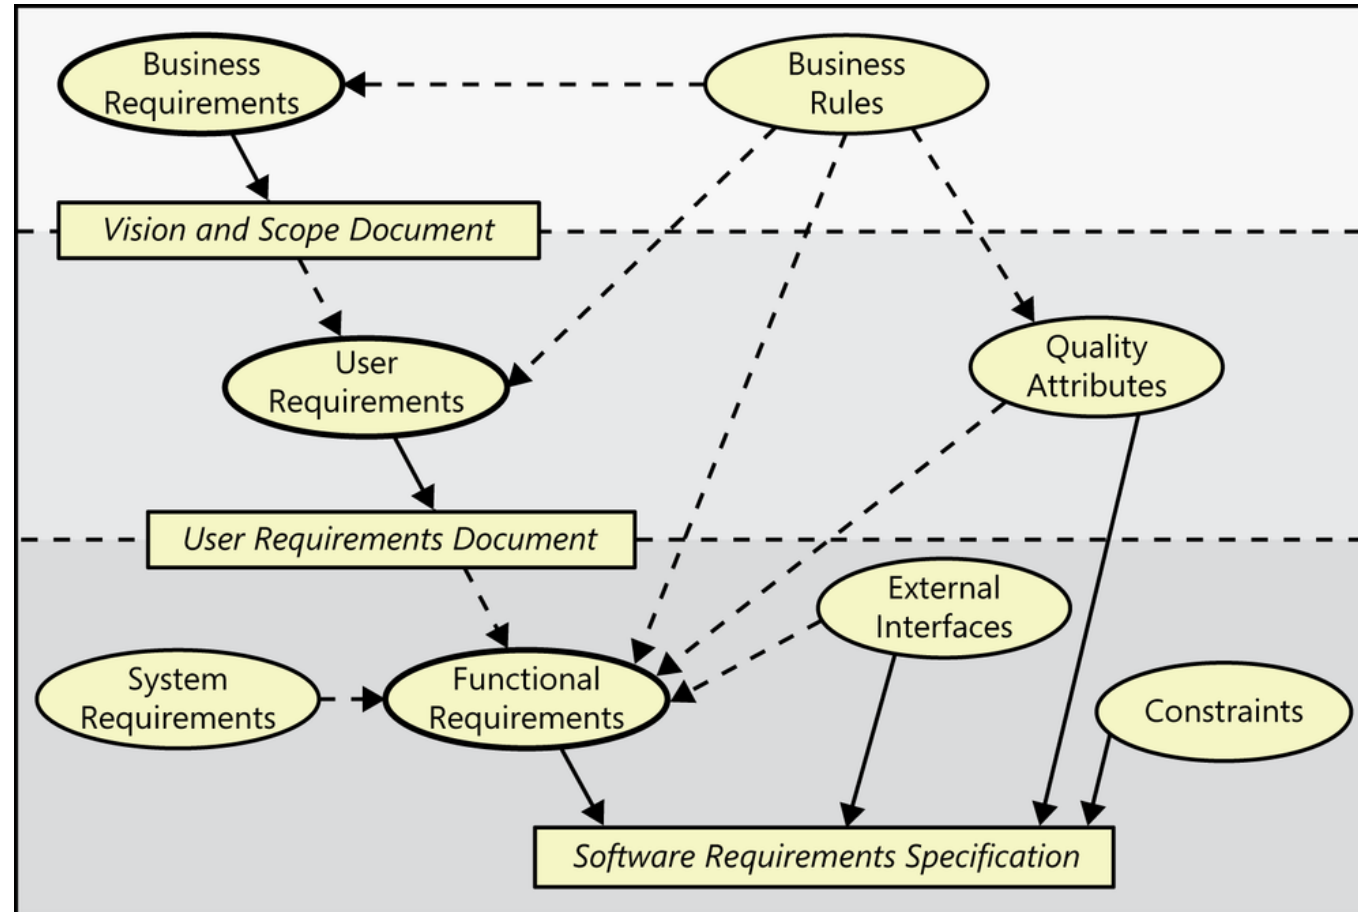 Business
Requirements
Business
Rules
Vision and Scope Document
User
Requirements
Quality
Attributes
User Requirements Document
External
Interfaces
System
Requirements
Functional
Requirements
Constraints
Software Requirements Specification